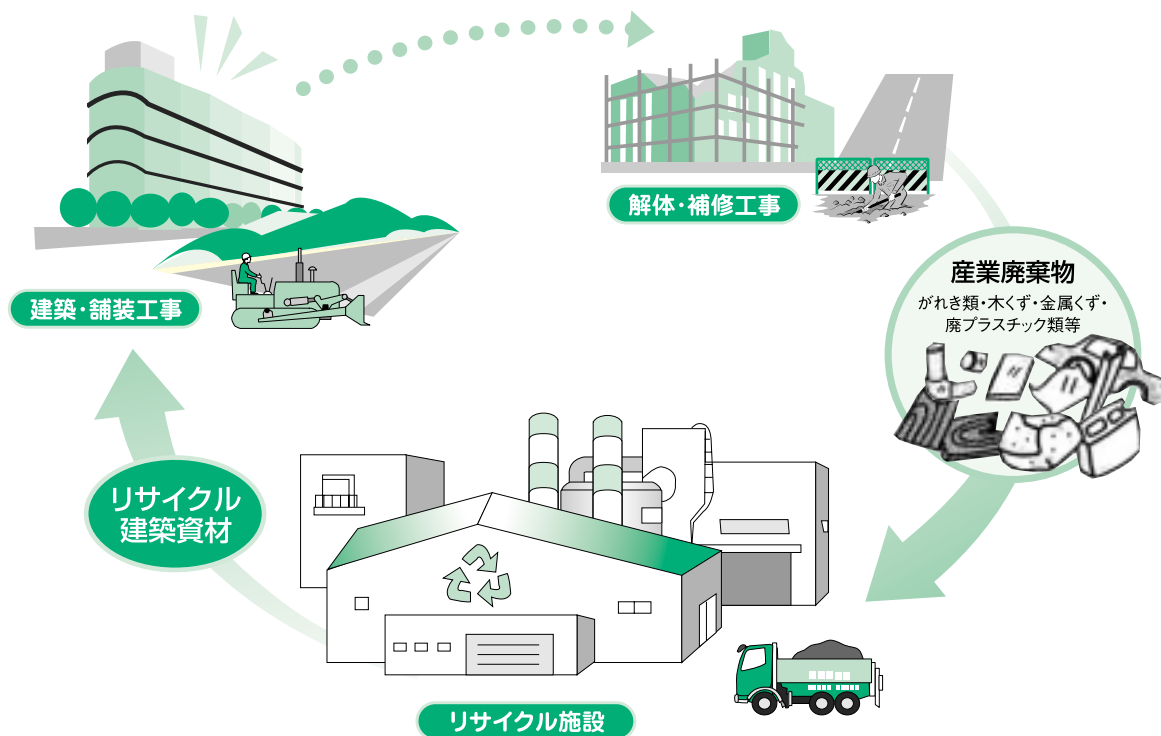 解体・補修工事
産業廃棄物
がれき類・木くず・金属くず・
廃プラスチック類等
建築・舗装工事
リサイクル
建築資材
リサイクル施設